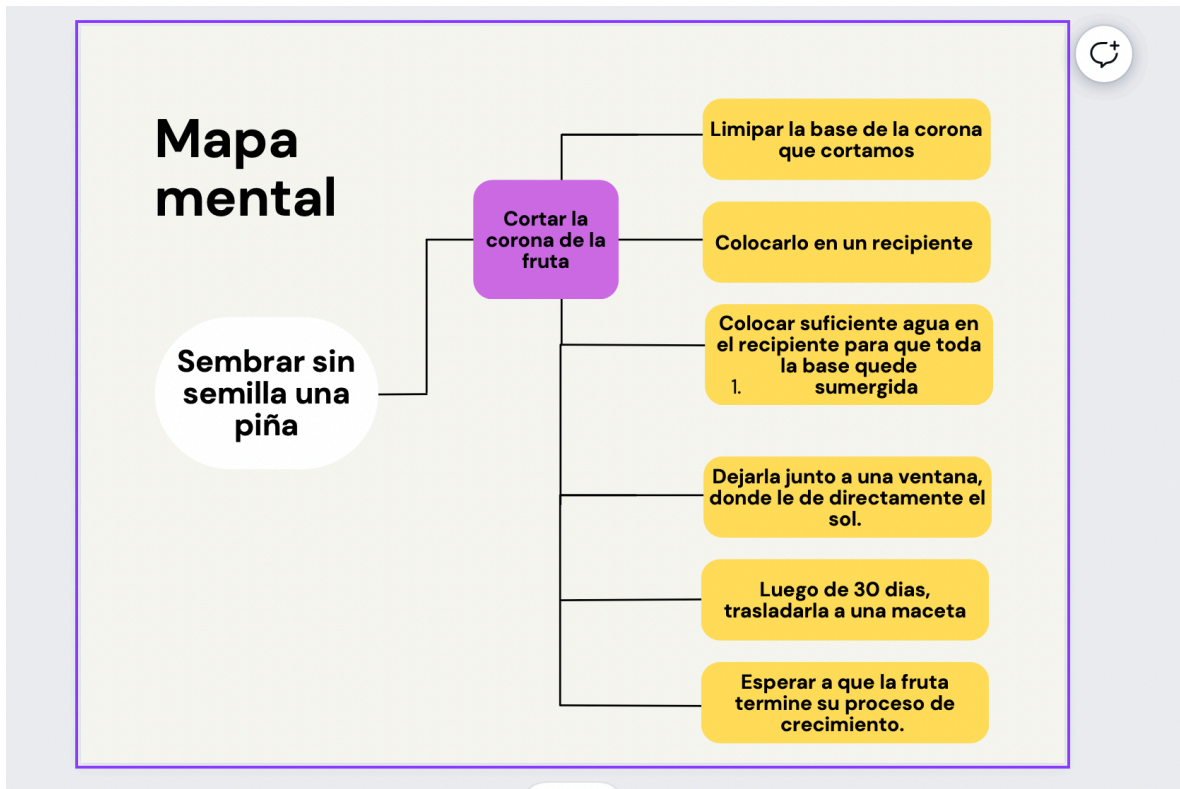 Mapa
mental
Sembrar sin
semilla una
piña
Cortar la
corona de la
fruta
Limipar la base de la corona
que cortamos
Colocarlo en un recipiente
Colocar suficiente agua en
el recipiente para que toda
la base quede
1. sumergida
Dejarla junto a una ventana,
donde le de directamente el
sol.
Luego de 30 dias,
trasladarla a una maceta
Esperar a que la fruta
termine su proceso de
crecimiento.